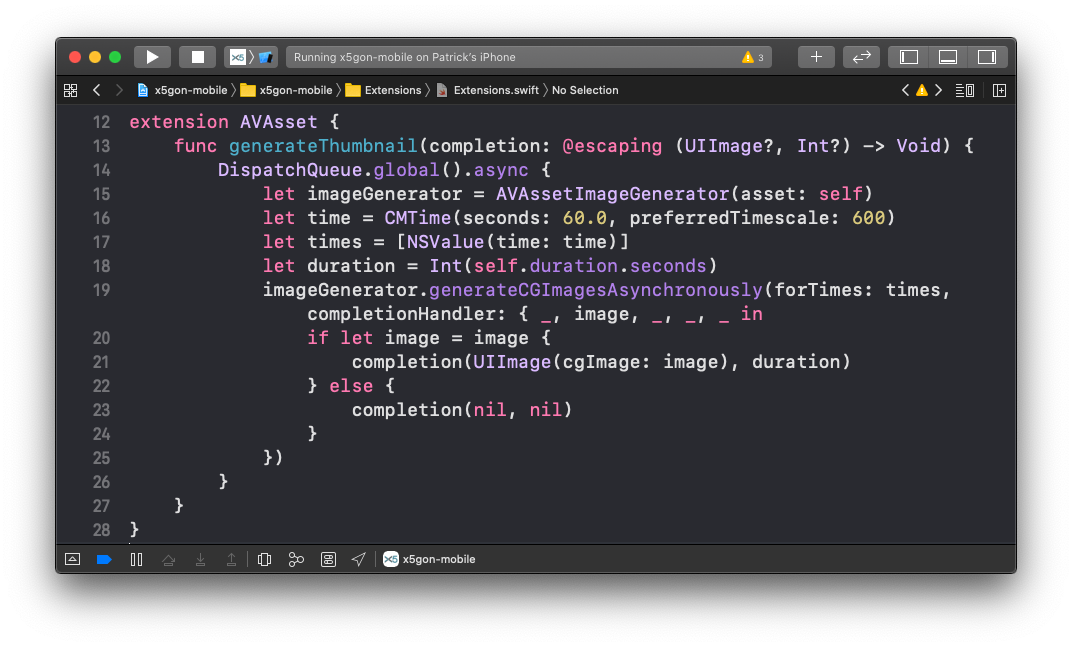 X5 Running x5gon-mobile on Patrick's iPhone 3
x5gon-mobile x5gon-mobile Extensions Extensions.swift No Selection
12 extension AVAsset {
13     func generateThumbnail(completion: @escaping (UIImage?, Int?) -> Void) {
14         DispatchQueue.global().async {
15             let imageGenerator = AVAssetImageGenerator(asset: self)
16             let time = CMTime(seconds: 60.0, preferredTimescale: 600)
17             let times = [NSValue(time: time)]
18             let duration = Int(self.duration.seconds)
19             imageGenerator.generateCGImagesAsynchronously(forTimes: times,
                completionHandler: { _, image, _, _, _ in
20                 if let image = image {
21                     completion(UIImage(cgImage: image), duration)
22                 } else {
23                     completion(nil, nil)
24                 }
25             })
26         }
27     }
28 }
X5 x5gon-mobile